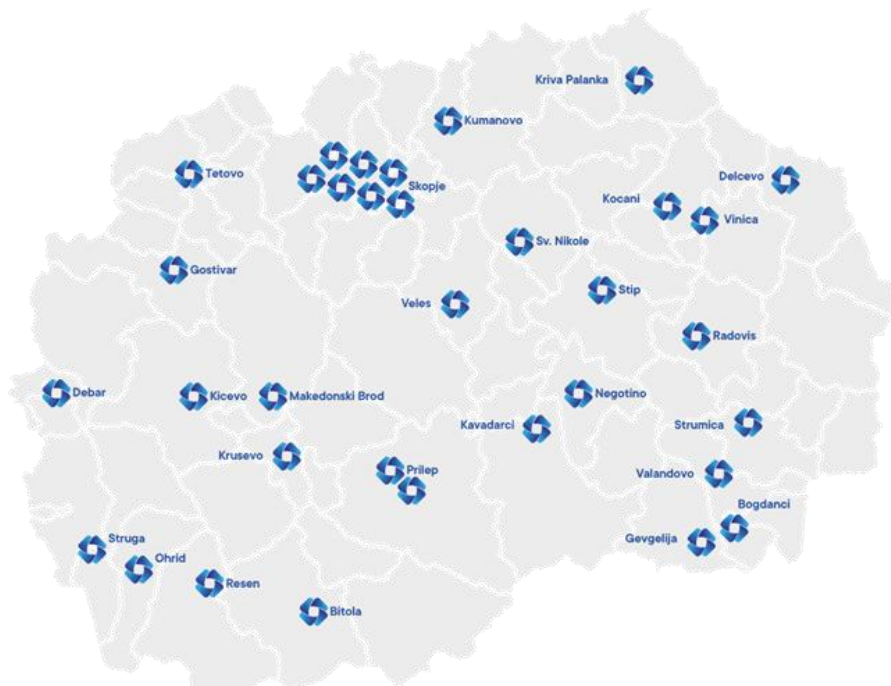 Kriva Palanka
Kumanovo
Tetovo
Skopje
Delcevo
Kocani
Vinica
Sv. Nikole
Gostivar
Stip
Veles
Radovis
Debar
Kicevo
Makedonski Brod
Negotino
Kavadarci
Strumica
Krusevo
Prilep
Valandovo
Bogdanci
Gevgelija
Struga
Ohrid
Resen
Bitola